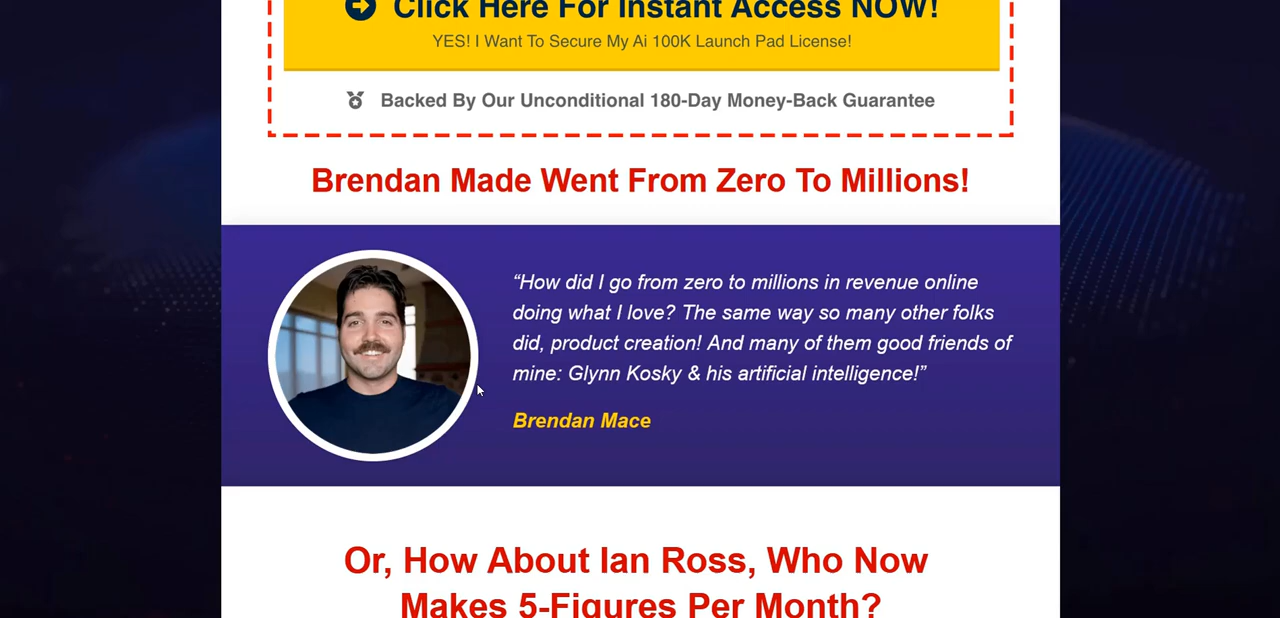 Click Here For Instant Access NOW!
YES! I Want To Secure My Ai 100K Launch Pad License!
Backed By Our Unconditional 180-Day Money-Back Guarantee
Brendan Made Went From Zero To Millions!
“How did I go from zero to millions in revenue online
doing what I love? The same way so many other folks
did, product creation! And many of them good friends of
mine: Glynn Kosky & his artificial intelligence!”
Brendan Mace
Or, How About Ian Ross, Who Now
Makes 5-Figures Per Month?